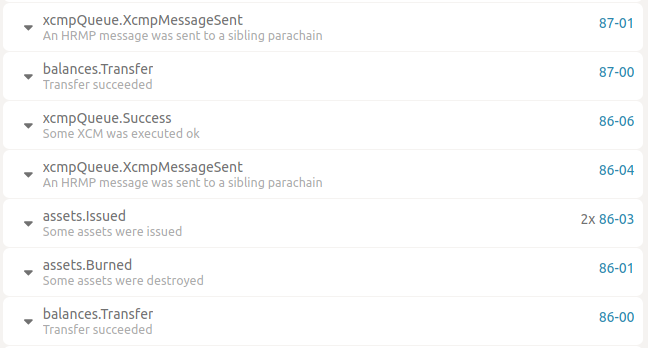 xcmpQueue.XcmpMessageSent 87-01
An HRMP message was sent to a sibling parachain
balances.Transfer 87-00
Transfer succeeded
xcmpQueue.Success 86-06
Some XCM was executed ok
xcmpQueue.XcmpMessageSent 86-04
An HRMP message was sent to a sibling parachain
assets.Issued 2x 86-03
Some assets were issued
assets.Burned 86-01
Some assets were destroyed
balances.Transfer 86-00
Transfer succeeded